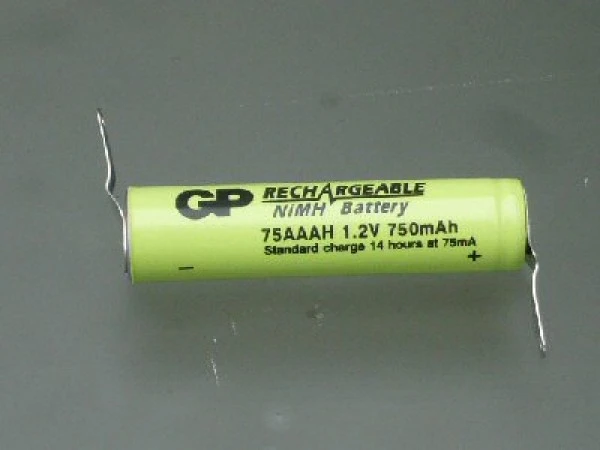 GP RECHARGEABLE
NiMH Battery
75AAAH 1.2V 750mAh
Standard charge 14 hours at 75mA
- +